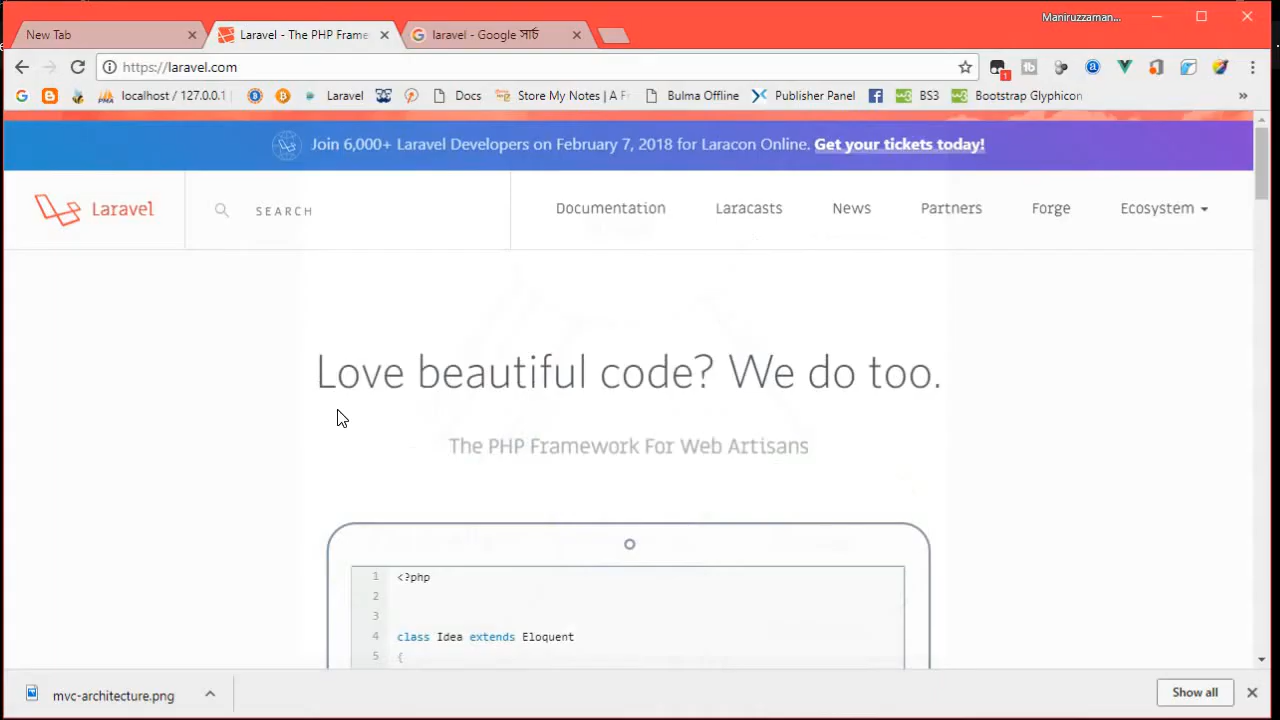 Maniruzzaman...
New Tab
Laravel - The PHP Frame
laravel - Google সার্চ
https://laravel.com
1
localhost / 127.0.0.1
Laravel
Docs
Store My Notes | A F
Bulma Offline
Publisher Panel
BS3
Bootstrap Glyphicon
»
Join 6,000+ Laravel Developers on February 7, 2018 for Laracon Online. Get your tickets today!
Laravel
SEARCH
Documentation
Laracasts
News
Partners
Forge
Ecosystem
Love beautiful code? We do too.
The PHP Framework For Web Artisans
1 <?php
2
3
4 class Idea extends Eloquent
5 {
mvc-architecture.png
Show all